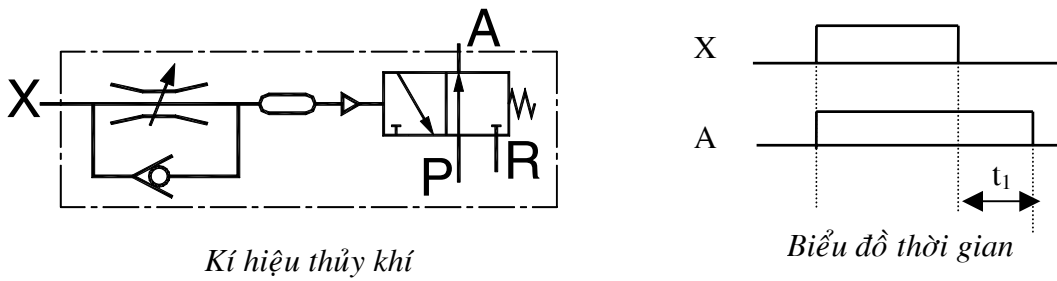 A
X
P
R
Kí hiệu thủy khí
X
A
t₁
Biểu đồ thời gian